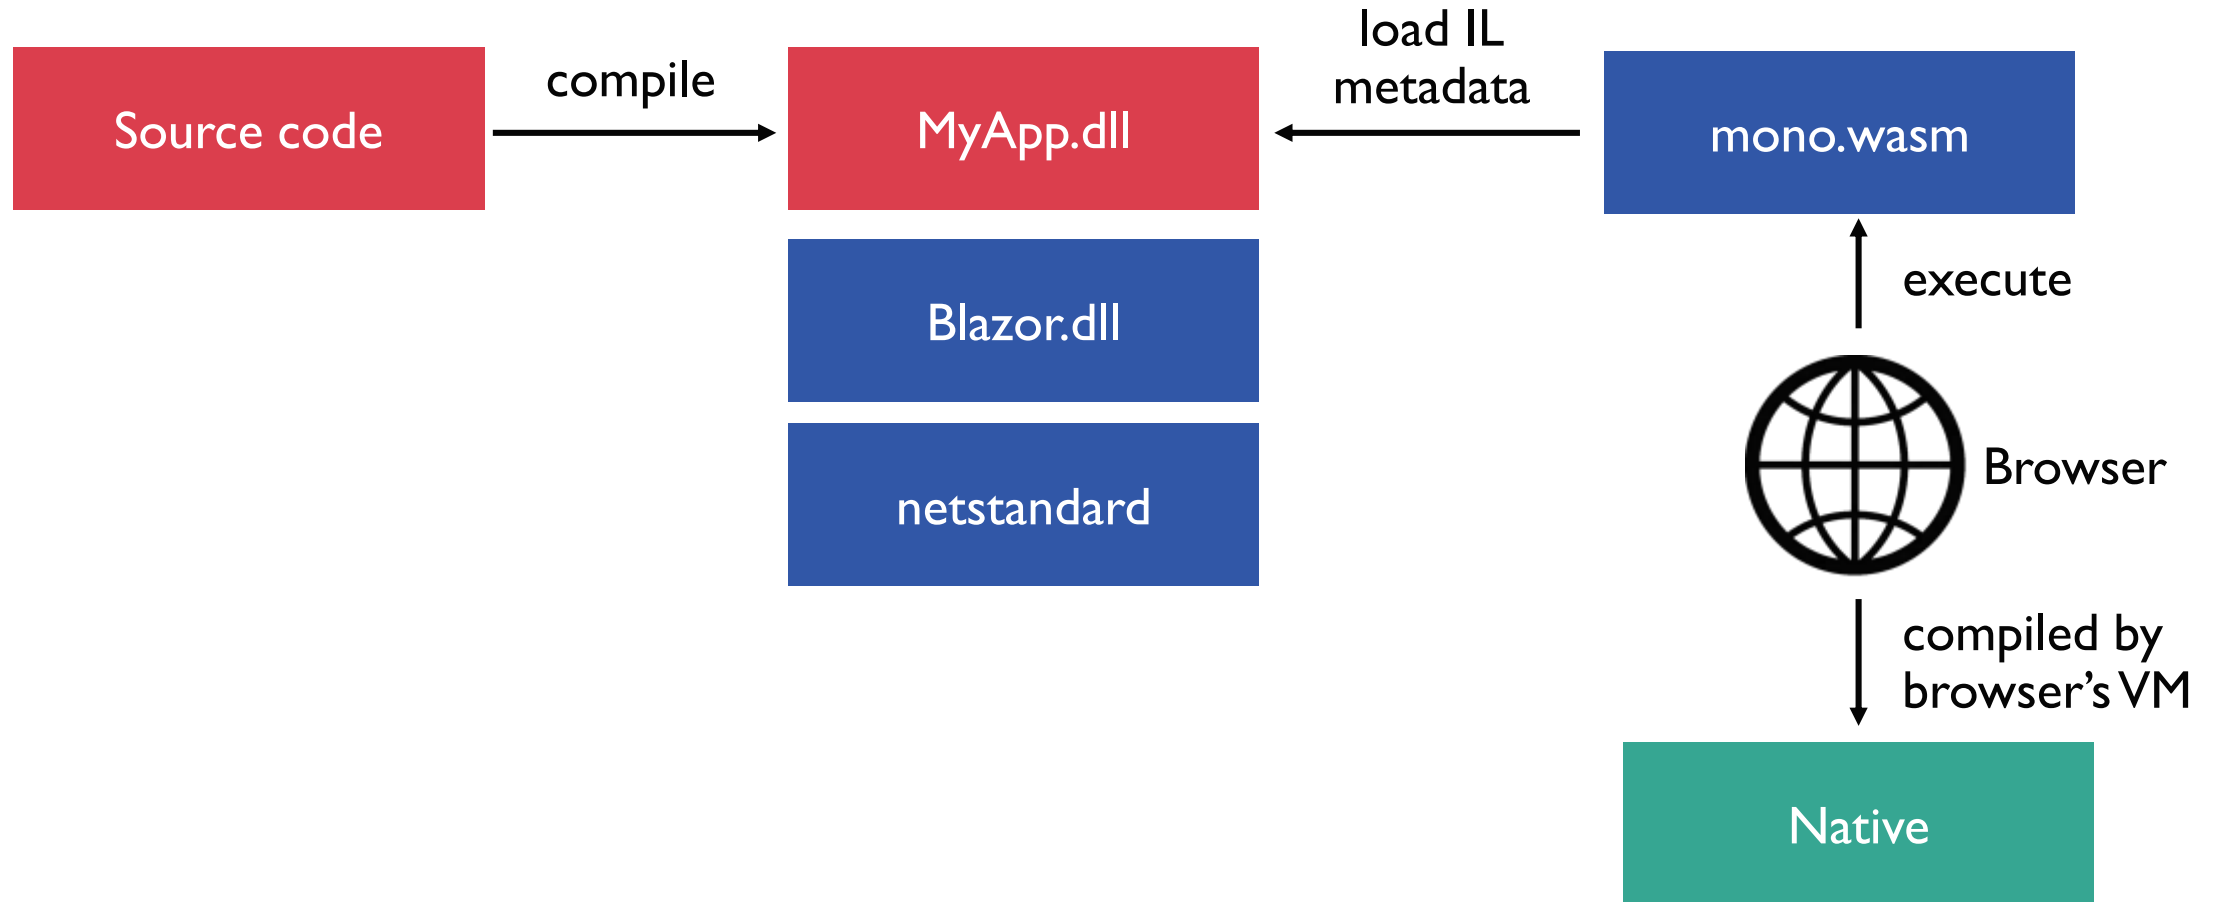 Source code
compile
MyApp.dll
load IL
metadata
mono.wasm
Blazor.dll
execute
netstandard
Browser
compiled by
browser’s VM
Native